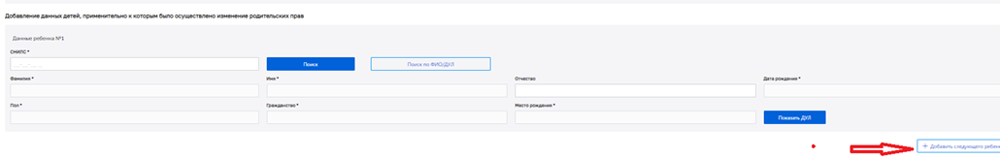 Добавление данных детей, применительно к которым было осуществлено изменение родительских прав
Данные ребенка №1
СНИЛС *
Поиск Поиск по ФИО/ДУЛ
Фамилия * Имя * Отчество Дата рождения *
Пол * Гражданство * Место рождения * Показать ДУЛ
+ Добавить следующего ребен